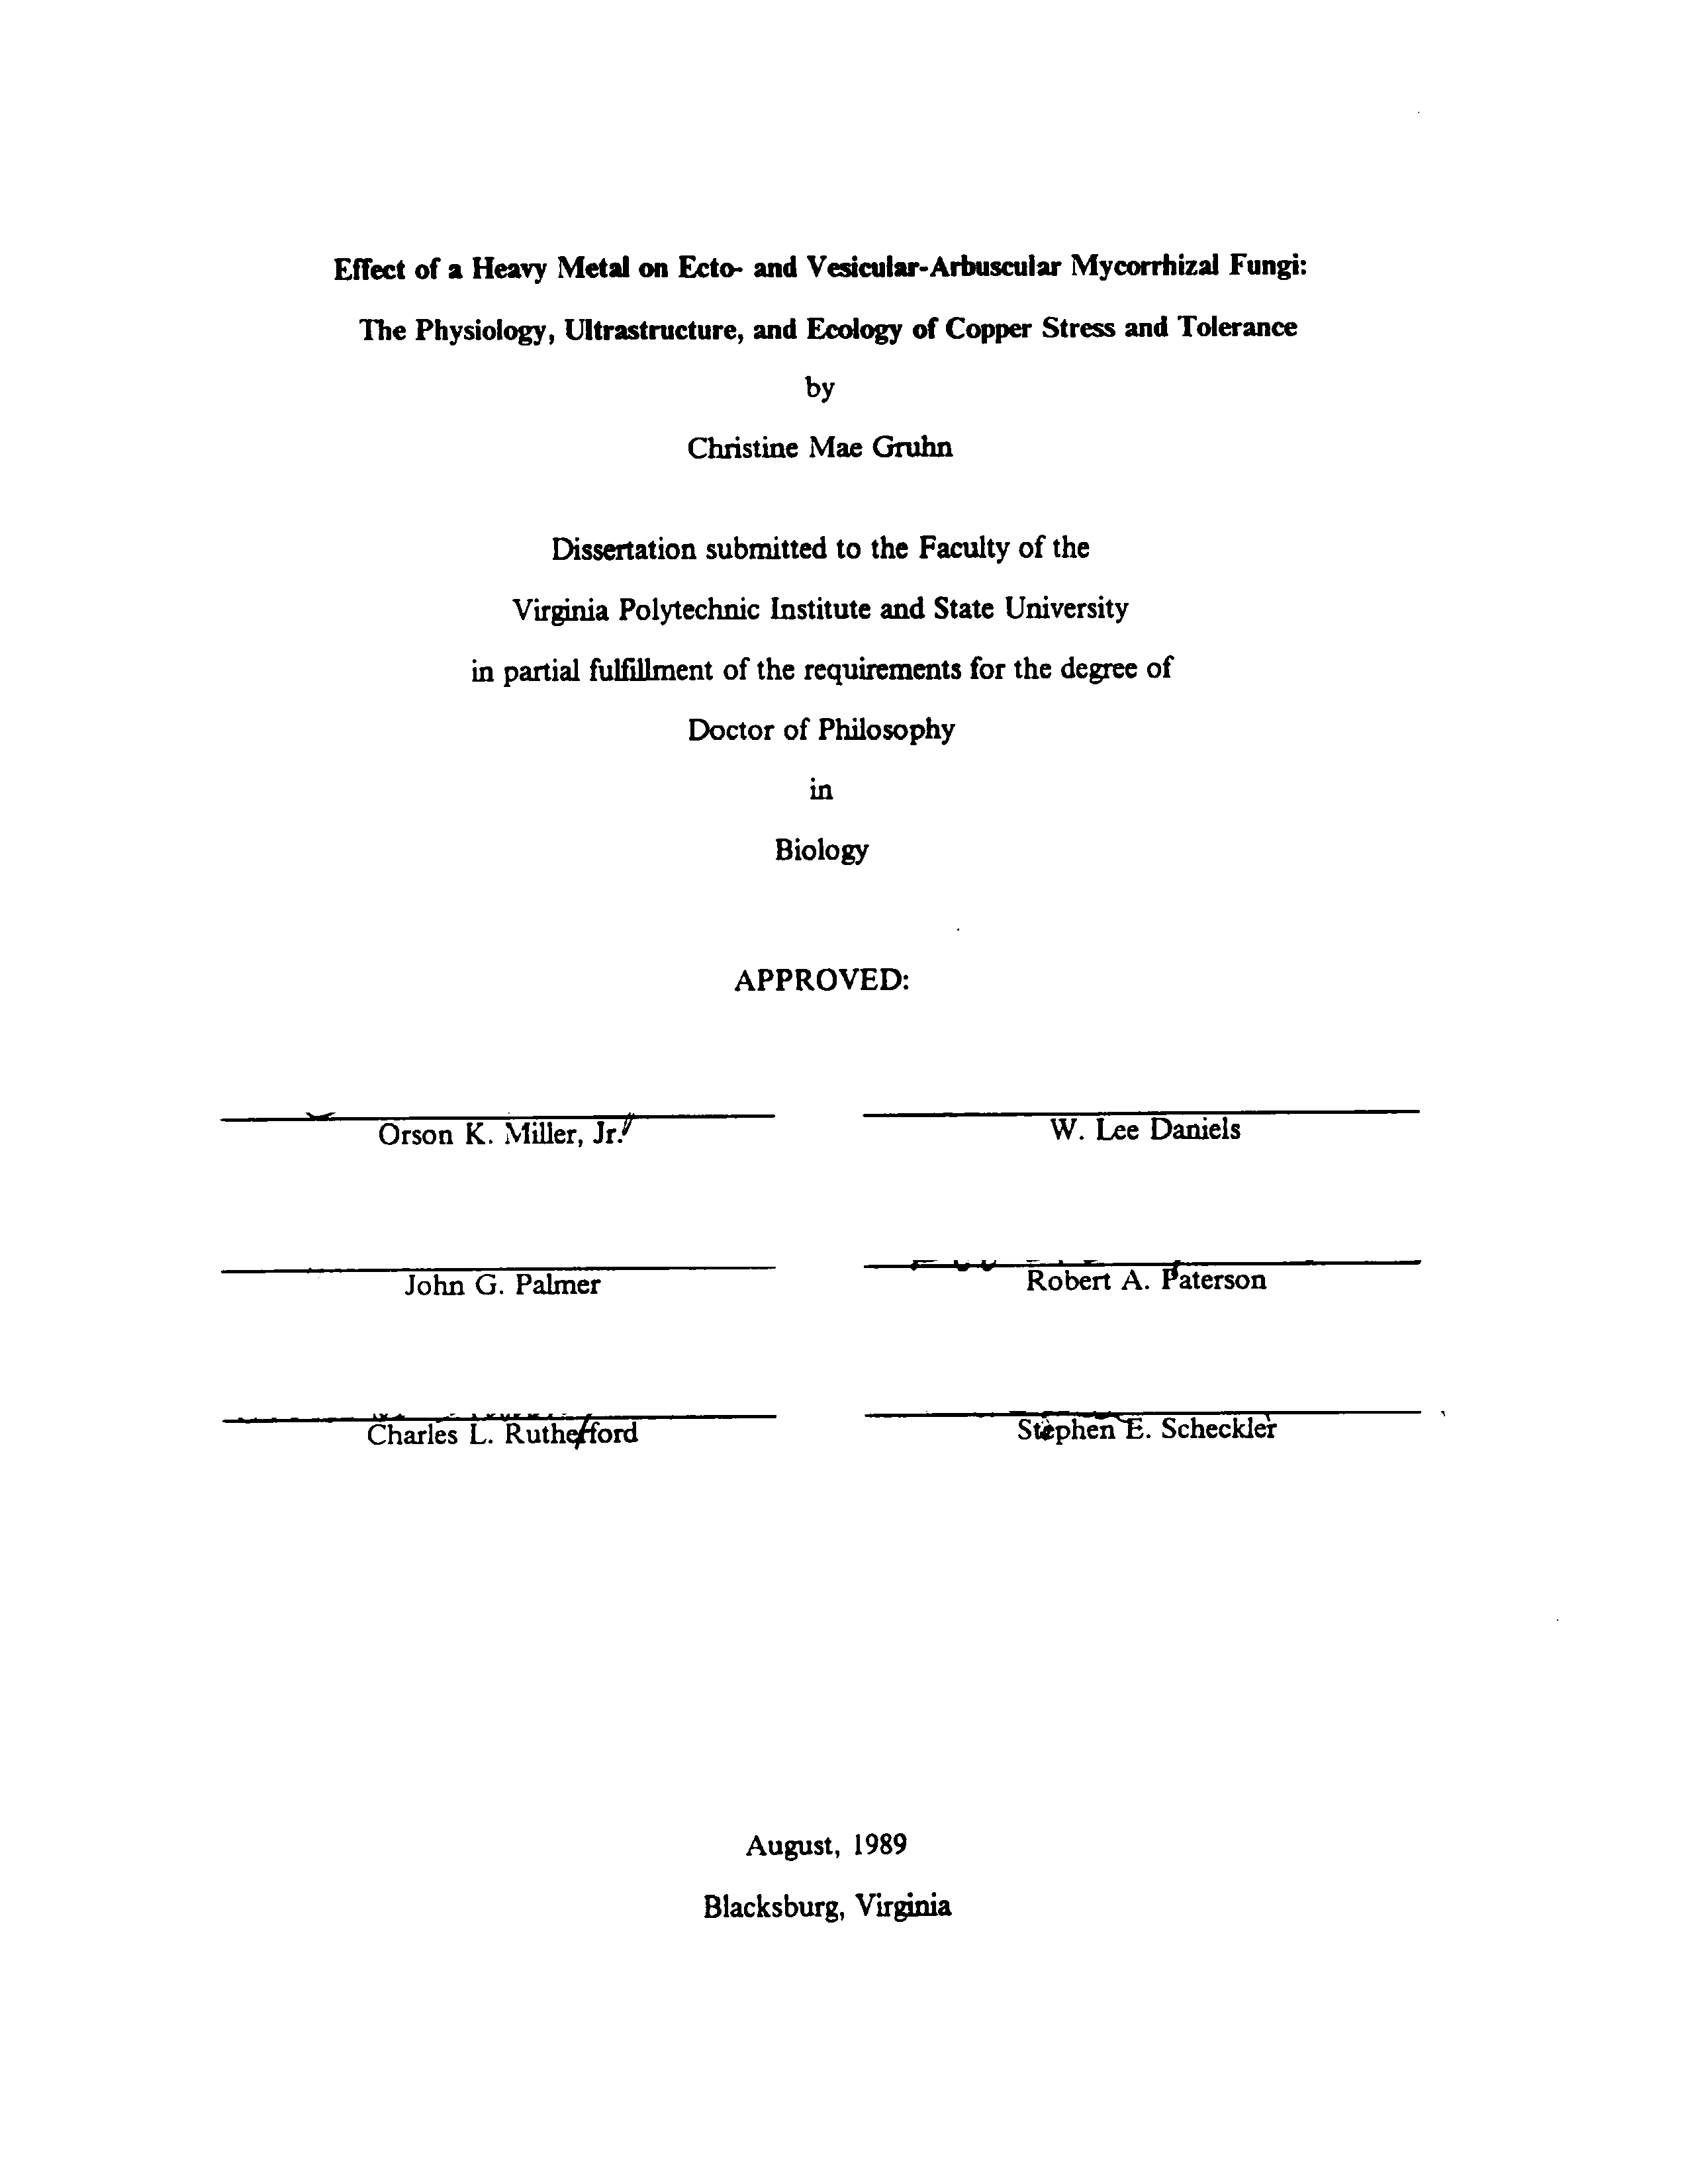 Effect of a Heavy Metal on Ecto- and Vesicular-Arbuscular Mycorrhizal Fungi:
The Physiology, Ultrastructure, and Ecology of Copper Stress and Tolerance
by
Christine Mae Gruhn
Dissertation submitted to the Faculty of the
Virginia Polytechnic Institute and State University
in partial fulfillment of the requirements for the degree of
Doctor of Philosophy
in
Biology
APPROVED:
Orson K. Miller, Jr.
W. Lee Daniels
John G. Palmer
Robert A. Paterson
Charles L. Rutherford
Stephen E. Scheckler
August, 1989
Blacksburg, Virginia